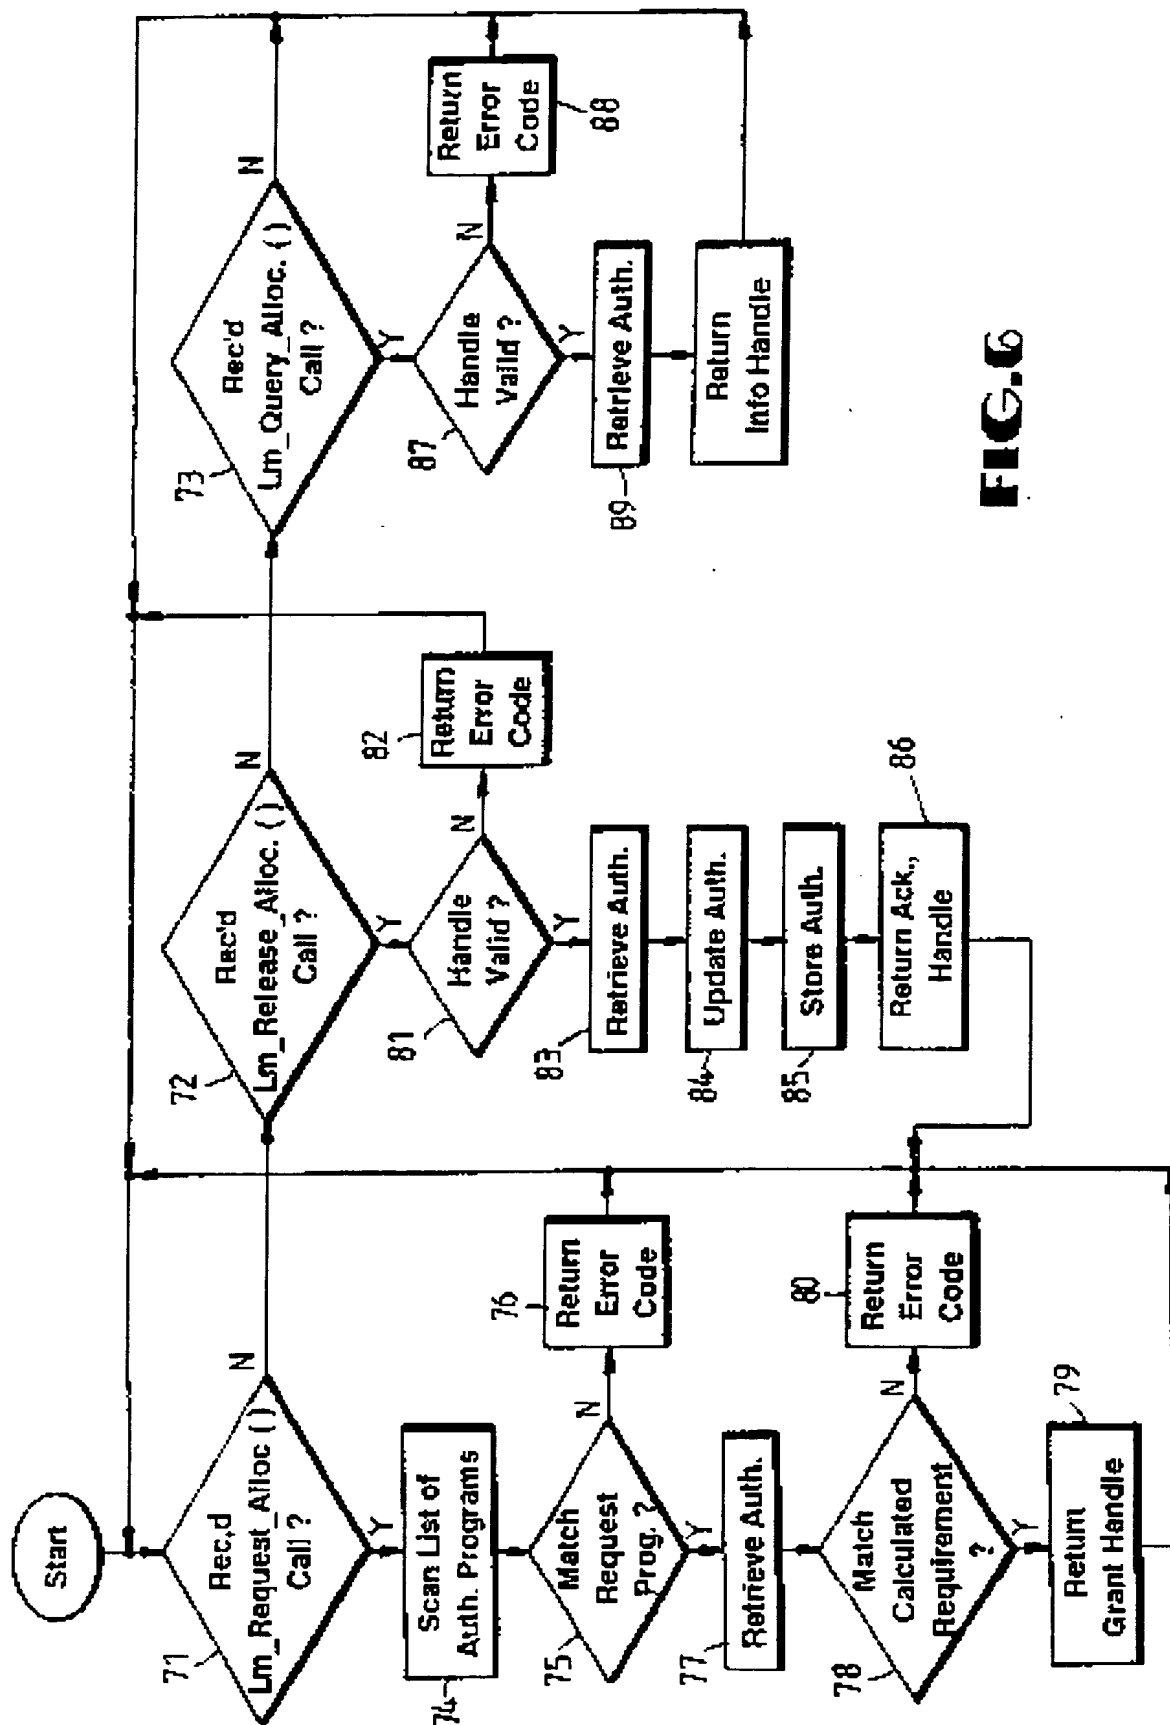 Start
71
Rec.d
Lm_Request_Alloc ( )
Call ?
N
Y
74
Scan List of
Auth. Programs
75
Match
Request
Prog. ?
N
Y
76
Return
Error
Code
77
Retrieve Auth.
78
Match
Calculated
Requirement
?
N
Y
80
Return
Error
Code
79
Return
Grant Handle
72
Rec'd
Lm_Release_Alloc. ( )
Call ?
N
Y
81
Handle
Valid ?
N
Y
82
Return
Error
Code
83
Retrieve Auth.
84
Update Auth.
85
Store Auth.
86
Return Ack.,
Handle
73
Rec'd
Lm_Query_Alloc. ( )
Call ?
N
Y
87
Handle
Valid ?
N
Y
Return
Error
Code
88
89
Retrieve Auth.
Return
Info Handle
FIG.6